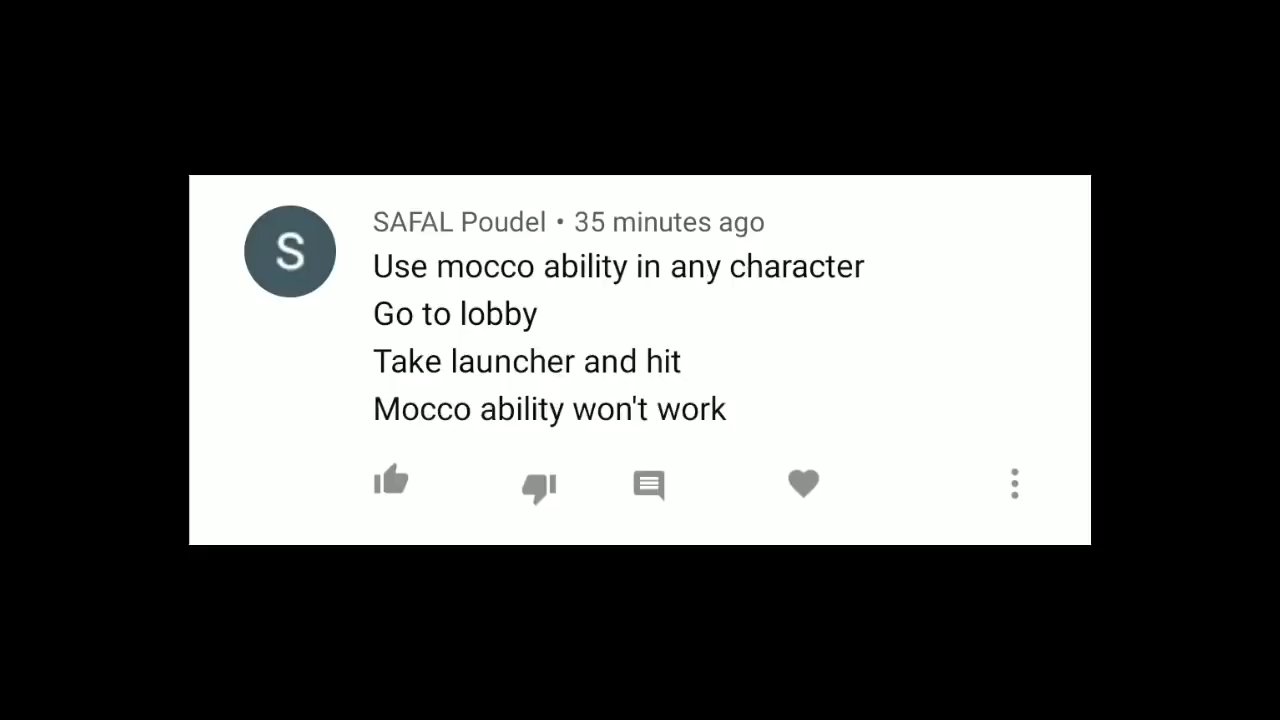 S
SAFAL Poudel • 35 minutes ago
Use mocco ability in any character
Go to lobby
Take launcher and hit
Mocco ability won't work